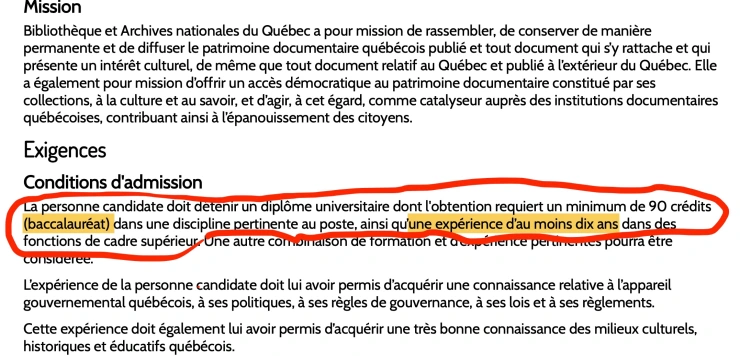 Mission
Bibliothèque et Archives nationales du Québec a pour mission de rassembler, de conserver de manière
permanente et de diffuser le patrimoine documentaire québécois publié et tout document qui s'y rattache et qui
présente un intérêt culturel, de même que tout document relatif au Québec et publié à l'extérieur du Québec. Elle
a également pour mission d'offrir un accès démocratique au patrimoine documentaire constitué par ses
collections, à la culture et au savoir, et d'agir, à cet égard, comme catalyseur auprès des institutions documentaires
québécoises, contribuant ainsi à l'épanouissement des citoyens.
Exigences
Conditions d'admission
La personne candidate doit détenir un diplôme universitaire dont l'obtention requiert un minimum de 90 crédits
(baccalauréat) dans une discipline pertinente au poste, ainsi qu'une expérience d'au moins dix ans dans des
fonctions de cadre supérieur. Une autre combinaison de formation et d'expérience pertinentes pourra être
considérée.
L'expérience de la personne candidate doit lui avoir permis d'acquérir une connaissance relative à l'appareil
gouvernemental québécois, à ses politiques, à ses règles de gouvernance, à ses lois et à ses règlements.
Cette expérience doit également lui avoir permis d'acquérir une très bonne connaissance des milieux culturels,
historiques et éducatifs québécois.